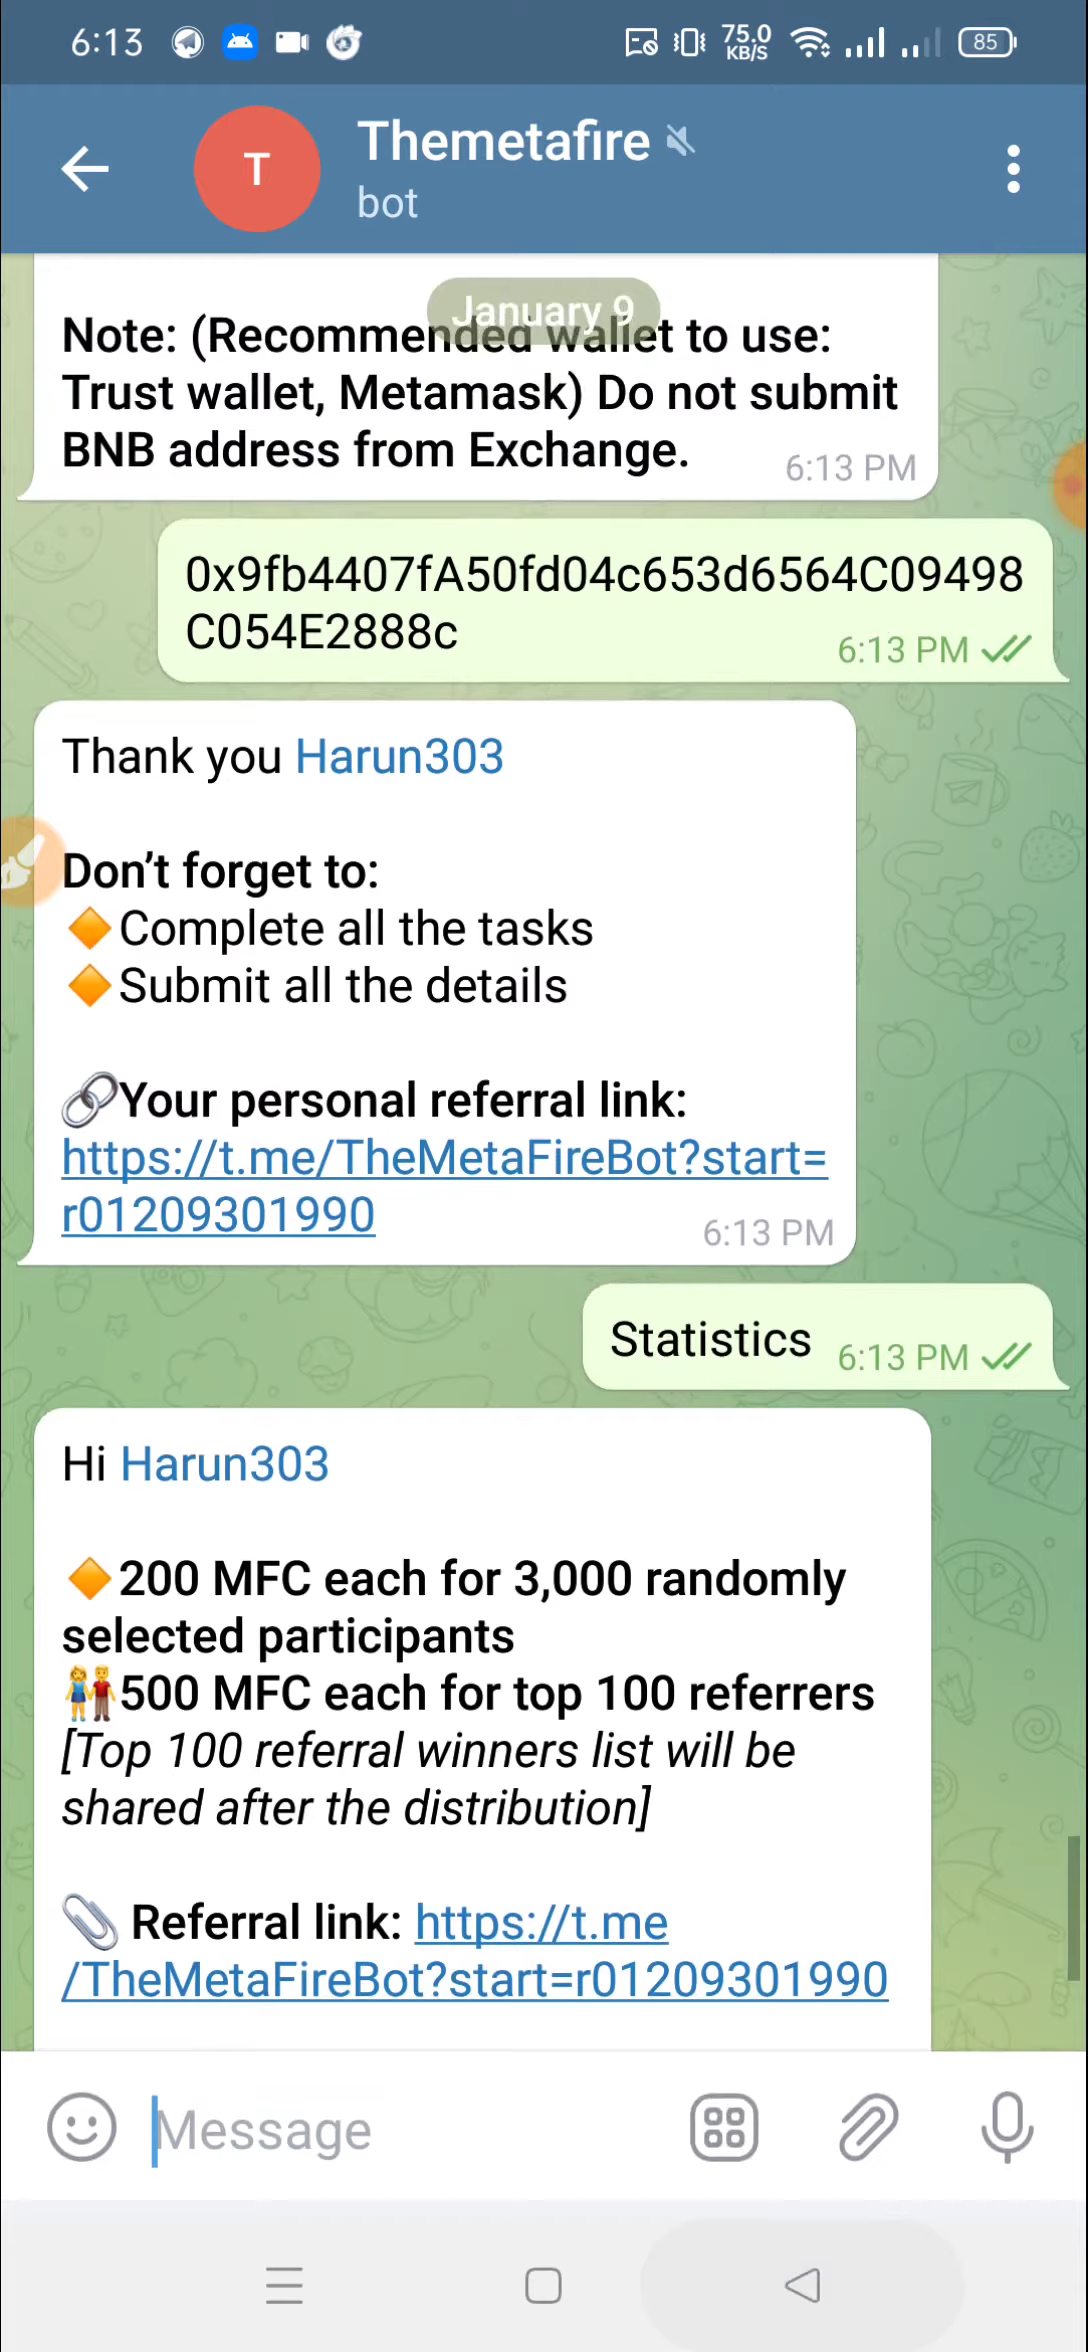 6:13
75.0
KB/S
85
T
Themetafire
bot
January 9
Note: (Recommended wallet to use:
Trust wallet, Metamask) Do not submit
BNB address from Exchange.
6:13 PM
0x9fb4407fA50fd04c653d6564C09498
C054E2888c
6:13 PM
Thank you Harun303
Don't forget to:
🔶Complete all the tasks
🔶Submit all the details
🔗Your personal referral link:
https://t.me/TheMetaFireBot?start=
r01209301990
6:13 PM
Statistics
6:13 PM
Hi Harun303
🔶200 MFC each for 3,000 randomly
selected participants
👫500 MFC each for top 100 referrers
[Top 100 referral winners list will be
shared after the distribution]
📎 Referral link: https://t.me
/TheMetaFireBot?start=r01209301990
Message